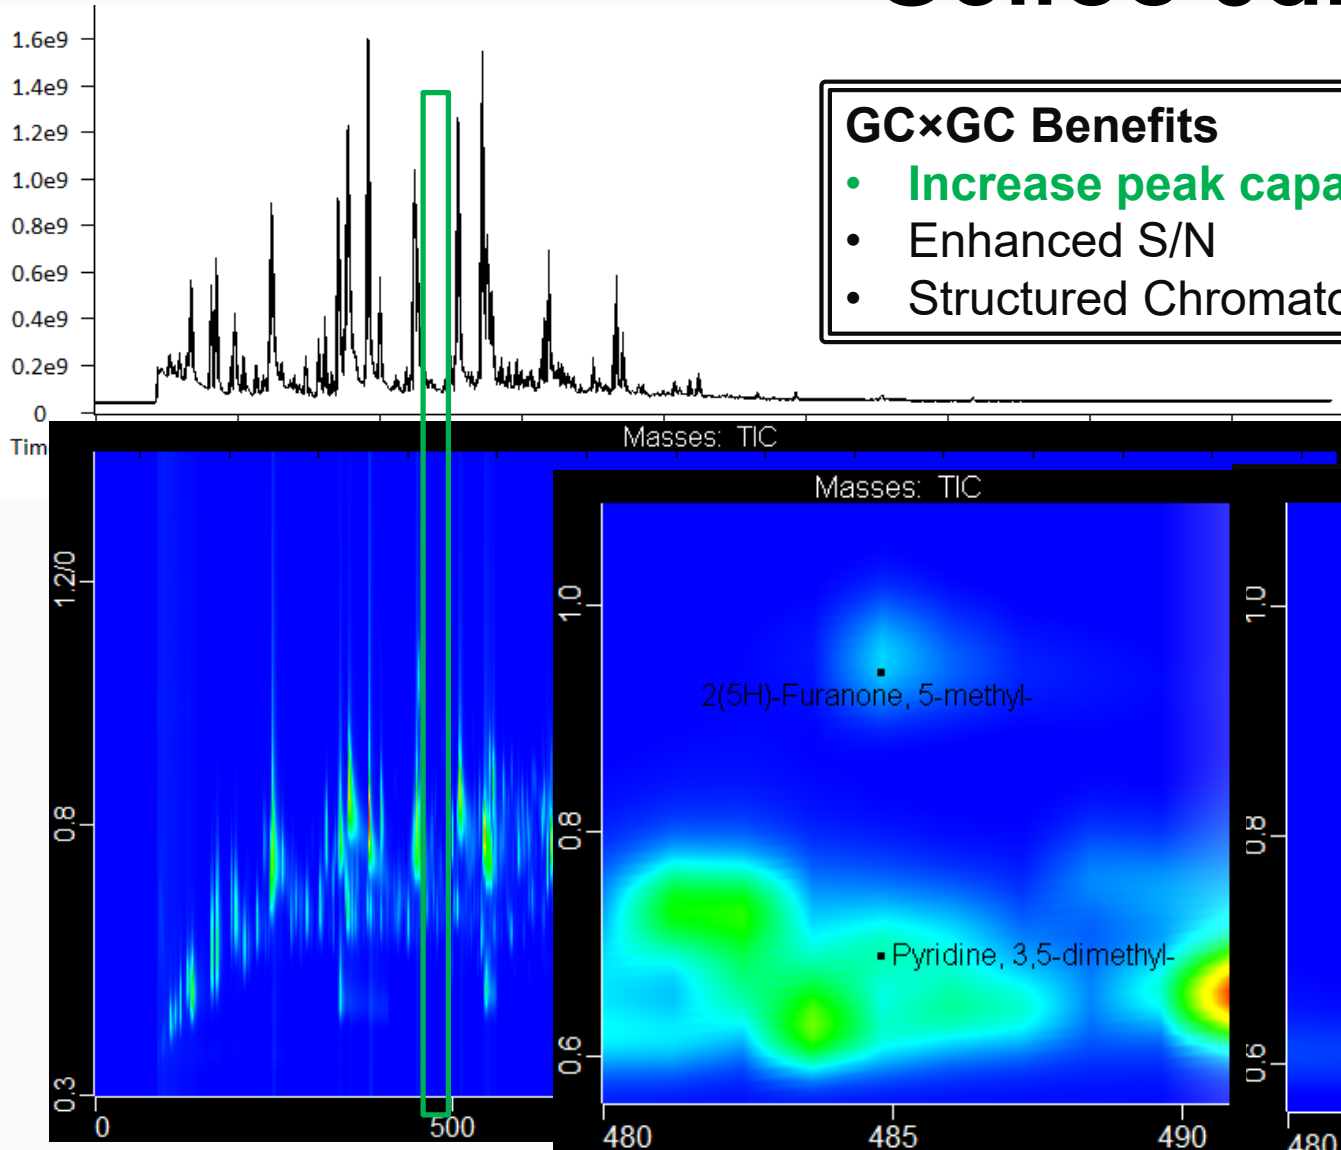 1.6e9
1.4e9
1.2e9
1.0e9
0.8e9
0.6e9
0.4e9
0.2e9
0
Tim
GC×GC Benefits
• Increase peak capa
• Enhanced S/N
• Structured Chromato
Masses: TIC
1.2/0
0.8
0.3
0
500
Masses: TIC
1.0
0.8
0.6
2(5H)-Furanone, 5-methyl-
Pyridine, 3,5-dimethyl-
480
485
490
1.0
0.8
0.6
480